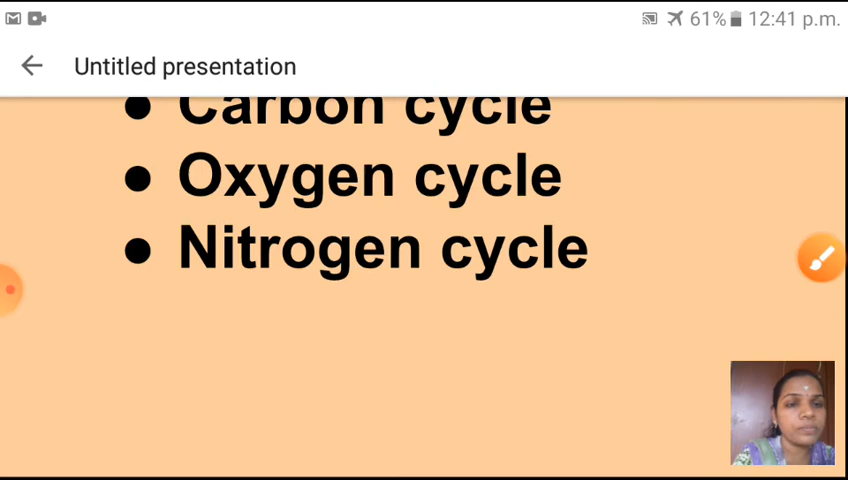 61% 12:41 p.m.
Untitled presentation
● Carbon cycle
● Oxygen cycle
● Nitrogen cycle